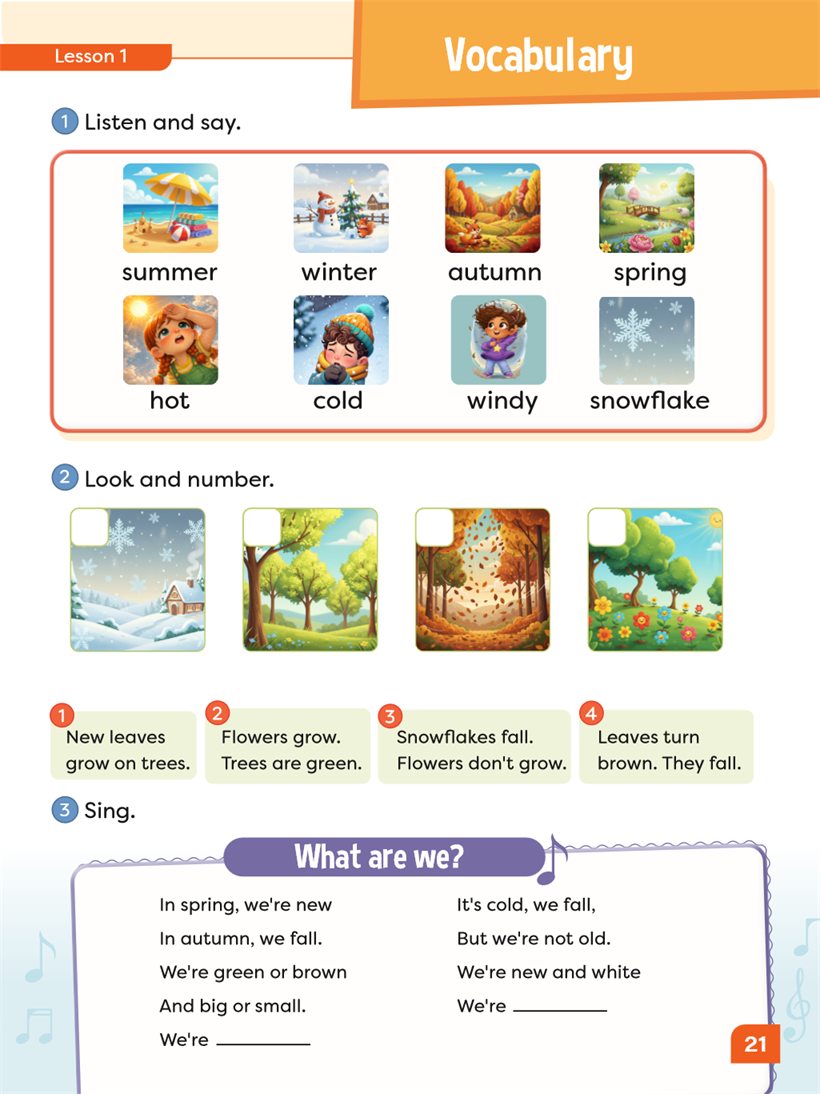 Lesson 1
Vocabulary
1 Listen and say.
summer winter autumn spring
hot cold windy snowflake
2 Look and number.
1
New leaves
grow on trees.
2
Flowers grow.
Trees are green.
3
Snowflakes fall.
Flowers don't grow.
4
Leaves turn
brown. They fall.
3 Sing.
What are we?
In spring, we're new
In autumn, we fall.
We're green or brown
And big or small.
We're __________
It's cold, we fall,
But we're not old.
We're new and white
We're __________
21